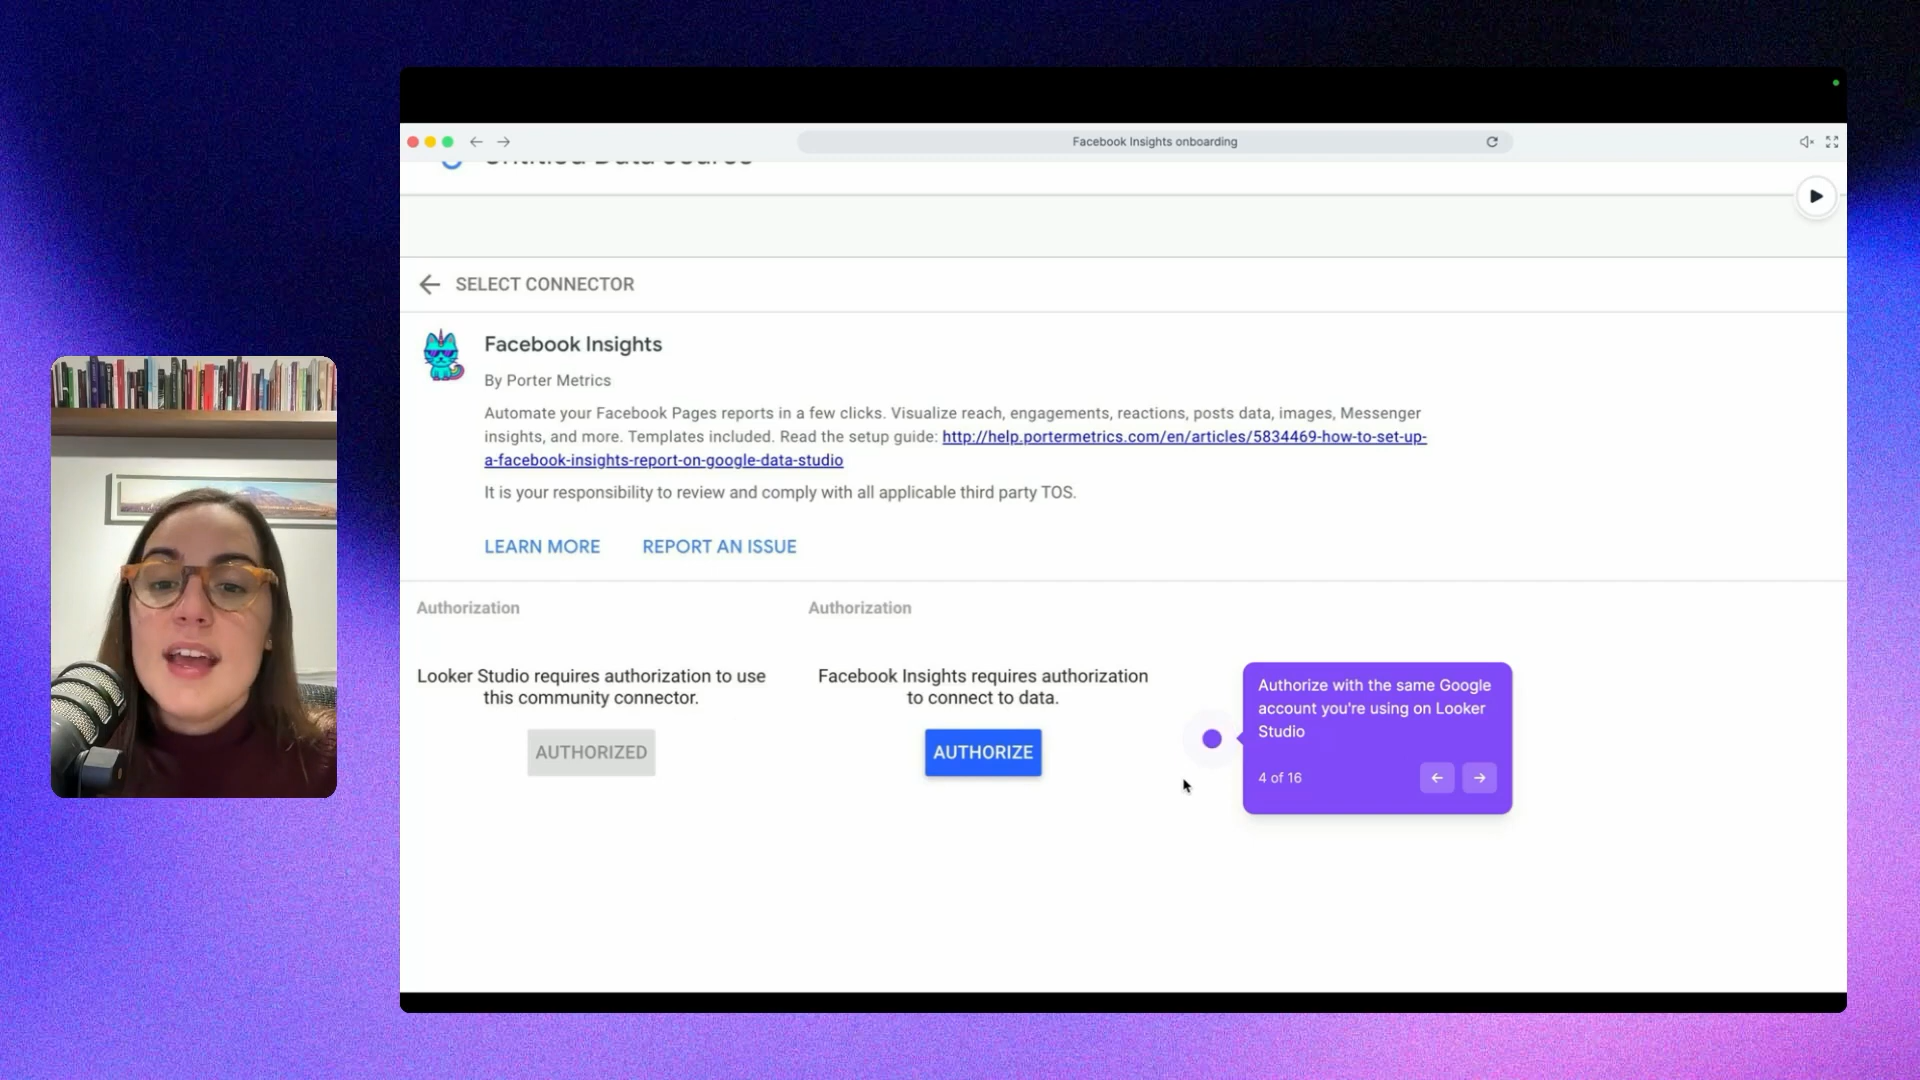 Facebook Insights onboarding
Untitled Data Source
SELECT CONNECTOR
Facebook Insights
By Porter Metrics
Automate your Facebook Pages reports in a few clicks. Visualize reach, engagements, reactions, posts data, images, Messenger
insights, and more. Templates included. Read the setup guide: http://help.portermetrics.com/en/articles/5834469-how-to-set-up-
a-facebook-insights-report-on-google-data-studio
It is your responsibility to review and comply with all applicable third party TOS.
LEARN MORE REPORT AN ISSUE
Authorization
Looker Studio requires authorization to use
this community connector.
AUTHORIZED
Authorization
Facebook Insights requires authorization
to connect to data.
AUTHORIZE
Authorize with the same Google
account you're using on Looker
Studio
4 of 16